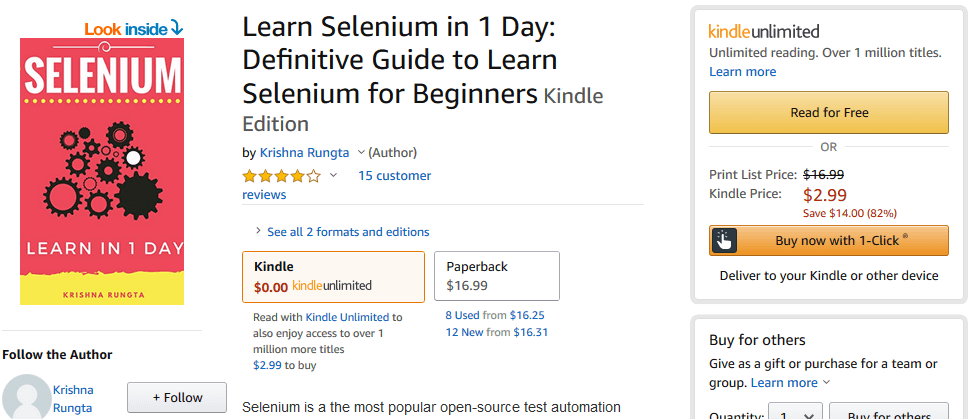 Look inside
SELENIUM
LEARN IN 1 DAY
KRISHNA RUNGTA
Follow the Author
Krishna
Rungta
+ Follow
Learn Selenium in 1 Day:
Definitive Guide to Learn
Selenium for Beginners Kindle
Edition
by Krishna Rungta (Author)
15 customer
reviews
See all 2 formats and editions
Kindle
$0.00 kindleunlimited
Read with Kindle Unlimited to
also enjoy access to over 1
million more titles
$2.99 to buy
Paperback
$16.99
8 Used from $16.25
12 New from $16.31
Selenium is a the most popular open-source test automation
kindleunlimited
Unlimited reading. Over 1 million titles.
Learn more
Read for Free
OR
Print List Price: $16.99
Kindle Price: $2.99
Save $14.00 (82%)
Buy now with 1-Click ®
Deliver to your Kindle or other device
Buy for others
Give as a gift or purchase for a team or
group. Learn more
Quantity: 1
Buy for others